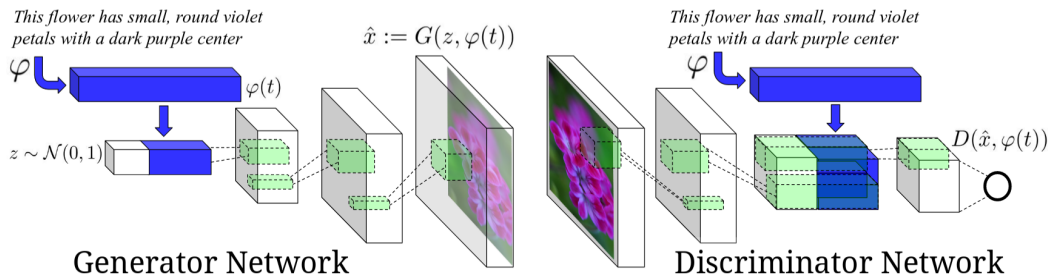 This flower has small, round violet
petals with a dark purple center
φ
φ(t)
z ~ 𝒩(0, 1)
x̂ := G(z, φ(t))
Generator Network
This flower has small, round violet
petals with a dark purple center
φ
D(x̂, φ(t))
Discriminator Network